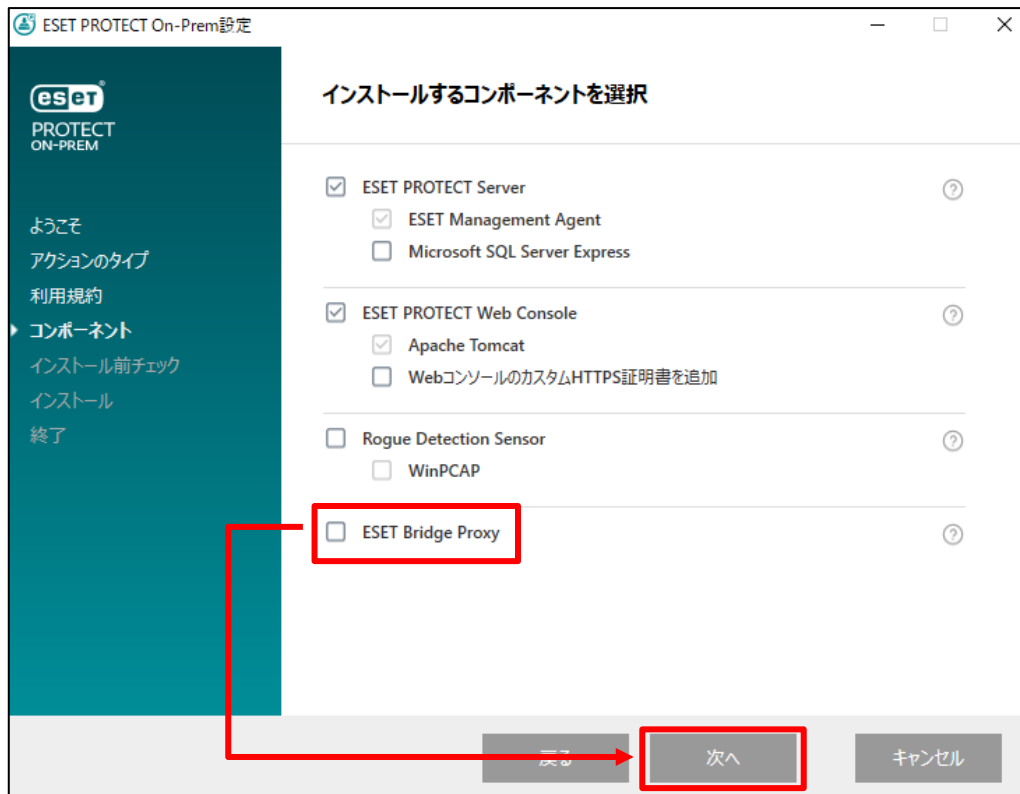 ESET PROTECT On-Prem設定
eset
PROTECT
ON-PREM
ようこそ
アクションのタイプ
利用規約
コンポーネント
インストール前チェック
インストール
終了
インストールするコンポーネントを選択
ESET PROTECT Server
ESET Management Agent
Microsoft SQL Server Express
ESET PROTECT Web Console
Apache Tomcat
WebコンソールのカスタムHTTPS証明書を追加
Rogue Detection Sensor
WinPCAP
ESET Bridge Proxy
戻る
次へ
キャンセル